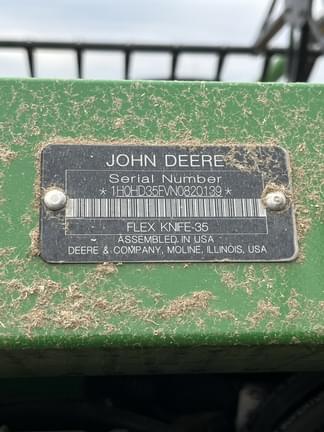 JOHN DEERE
Serial Number
*1H0HD35FVN0820139*
FLEX KNIFE-35
ASSEMBLED IN USA
DEERE & COMPANY, MOLINE, ILLINOIS, USA